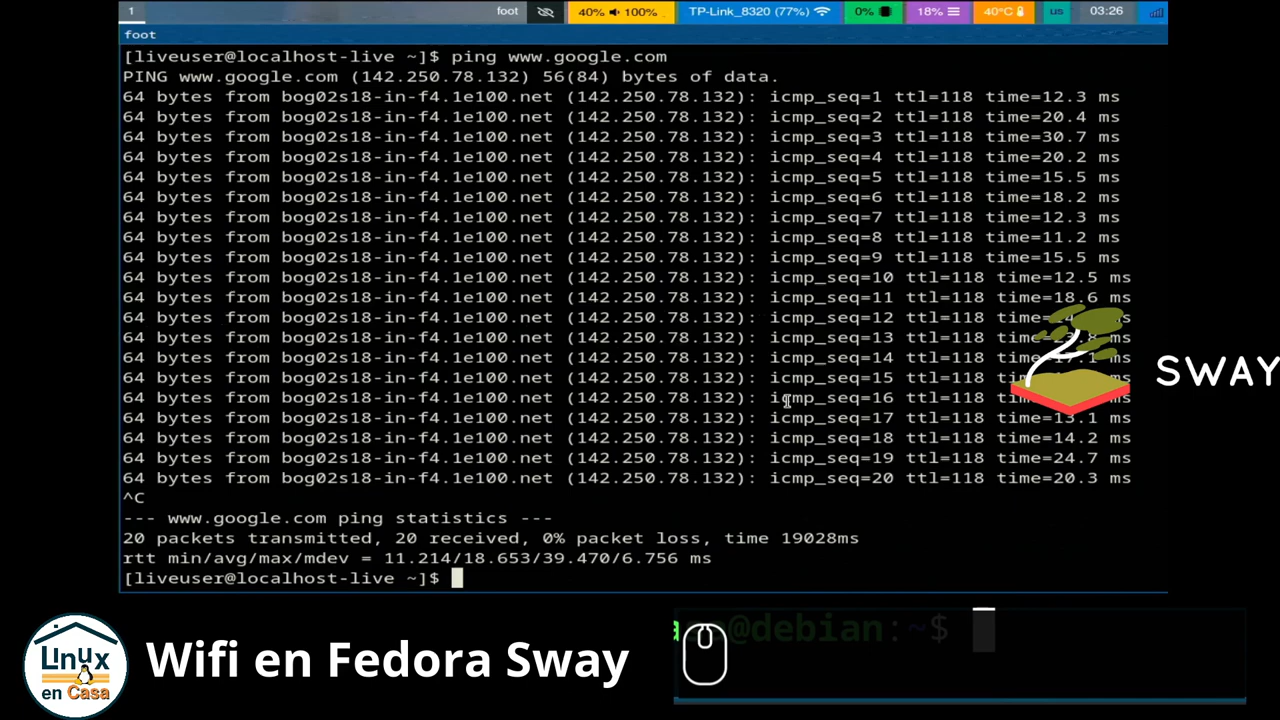 1 foot 40% 100% TP-Link_8320 (77%) 0% 18% 40°C us 03:26
foot
[liveuser@localhost-live ~]$ ping www.google.com
PING www.google.com (142.250.78.132) 56(84) bytes of data.
64 bytes from bog02s18-in-f4.1e100.net (142.250.78.132): icmp_seq=1 ttl=118 time=12.3 ms
64 bytes from bog02s18-in-f4.1e100.net (142.250.78.132): icmp_seq=2 ttl=118 time=20.4 ms
64 bytes from bog02s18-in-f4.1e100.net (142.250.78.132): icmp_seq=3 ttl=118 time=30.7 ms
64 bytes from bog02s18-in-f4.1e100.net (142.250.78.132): icmp_seq=4 ttl=118 time=20.2 ms
64 bytes from bog02s18-in-f4.1e100.net (142.250.78.132): icmp_seq=5 ttl=118 time=15.5 ms
64 bytes from bog02s18-in-f4.1e100.net (142.250.78.132): icmp_seq=6 ttl=118 time=18.2 ms
64 bytes from bog02s18-in-f4.1e100.net (142.250.78.132): icmp_seq=7 ttl=118 time=12.3 ms
64 bytes from bog02s18-in-f4.1e100.net (142.250.78.132): icmp_seq=8 ttl=118 time=11.2 ms
64 bytes from bog02s18-in-f4.1e100.net (142.250.78.132): icmp_seq=9 ttl=118 time=15.5 ms
64 bytes from bog02s18-in-f4.1e100.net (142.250.78.132): icmp_seq=10 ttl=118 time=12.5 ms
64 bytes from bog02s18-in-f4.1e100.net (142.250.78.132): icmp_seq=11 ttl=118 time=18.6 ms
64 bytes from bog02s18-in-f4.1e100.net (142.250.78.132): icmp_seq=12 ttl=118 ms
64 bytes from bog02s18-in-f4.1e100.net (142.250.78.132): icmp_seq=13 ttl=118 ms
64 bytes from bog02s18-in-f4.1e100.net (142.250.78.132): icmp_seq=14 ttl=118 ms
64 bytes from bog02s18-in-f4.1e100.net (142.250.78.132): icmp_seq=15 ttl=118 ms
64 bytes from bog02s18-in-f4.1e100.net (142.250.78.132): icmp_seq=16 ttl=118 ms
64 bytes from bog02s18-in-f4.1e100.net (142.250.78.132): icmp_seq=17 ttl=118 time=13.1 ms
64 bytes from bog02s18-in-f4.1e100.net (142.250.78.132): icmp_seq=18 ttl=118 time=14.2 ms
64 bytes from bog02s18-in-f4.1e100.net (142.250.78.132): icmp_seq=19 ttl=118 time=24.7 ms
64 bytes from bog02s18-in-f4.1e100.net (142.250.78.132): icmp_seq=20 ttl=118 time=20.3 ms
^C
--- www.google.com ping statistics ---
20 packets transmitted, 20 received, 0% packet loss, time 19028ms
rtt min/avg/max/mdev = 11.214/18.653/39.470/6.756 ms
[liveuser@localhost-live ~]$
SWAY
Linux
en Casa
Wifi en Fedora Sway
@debian:~$